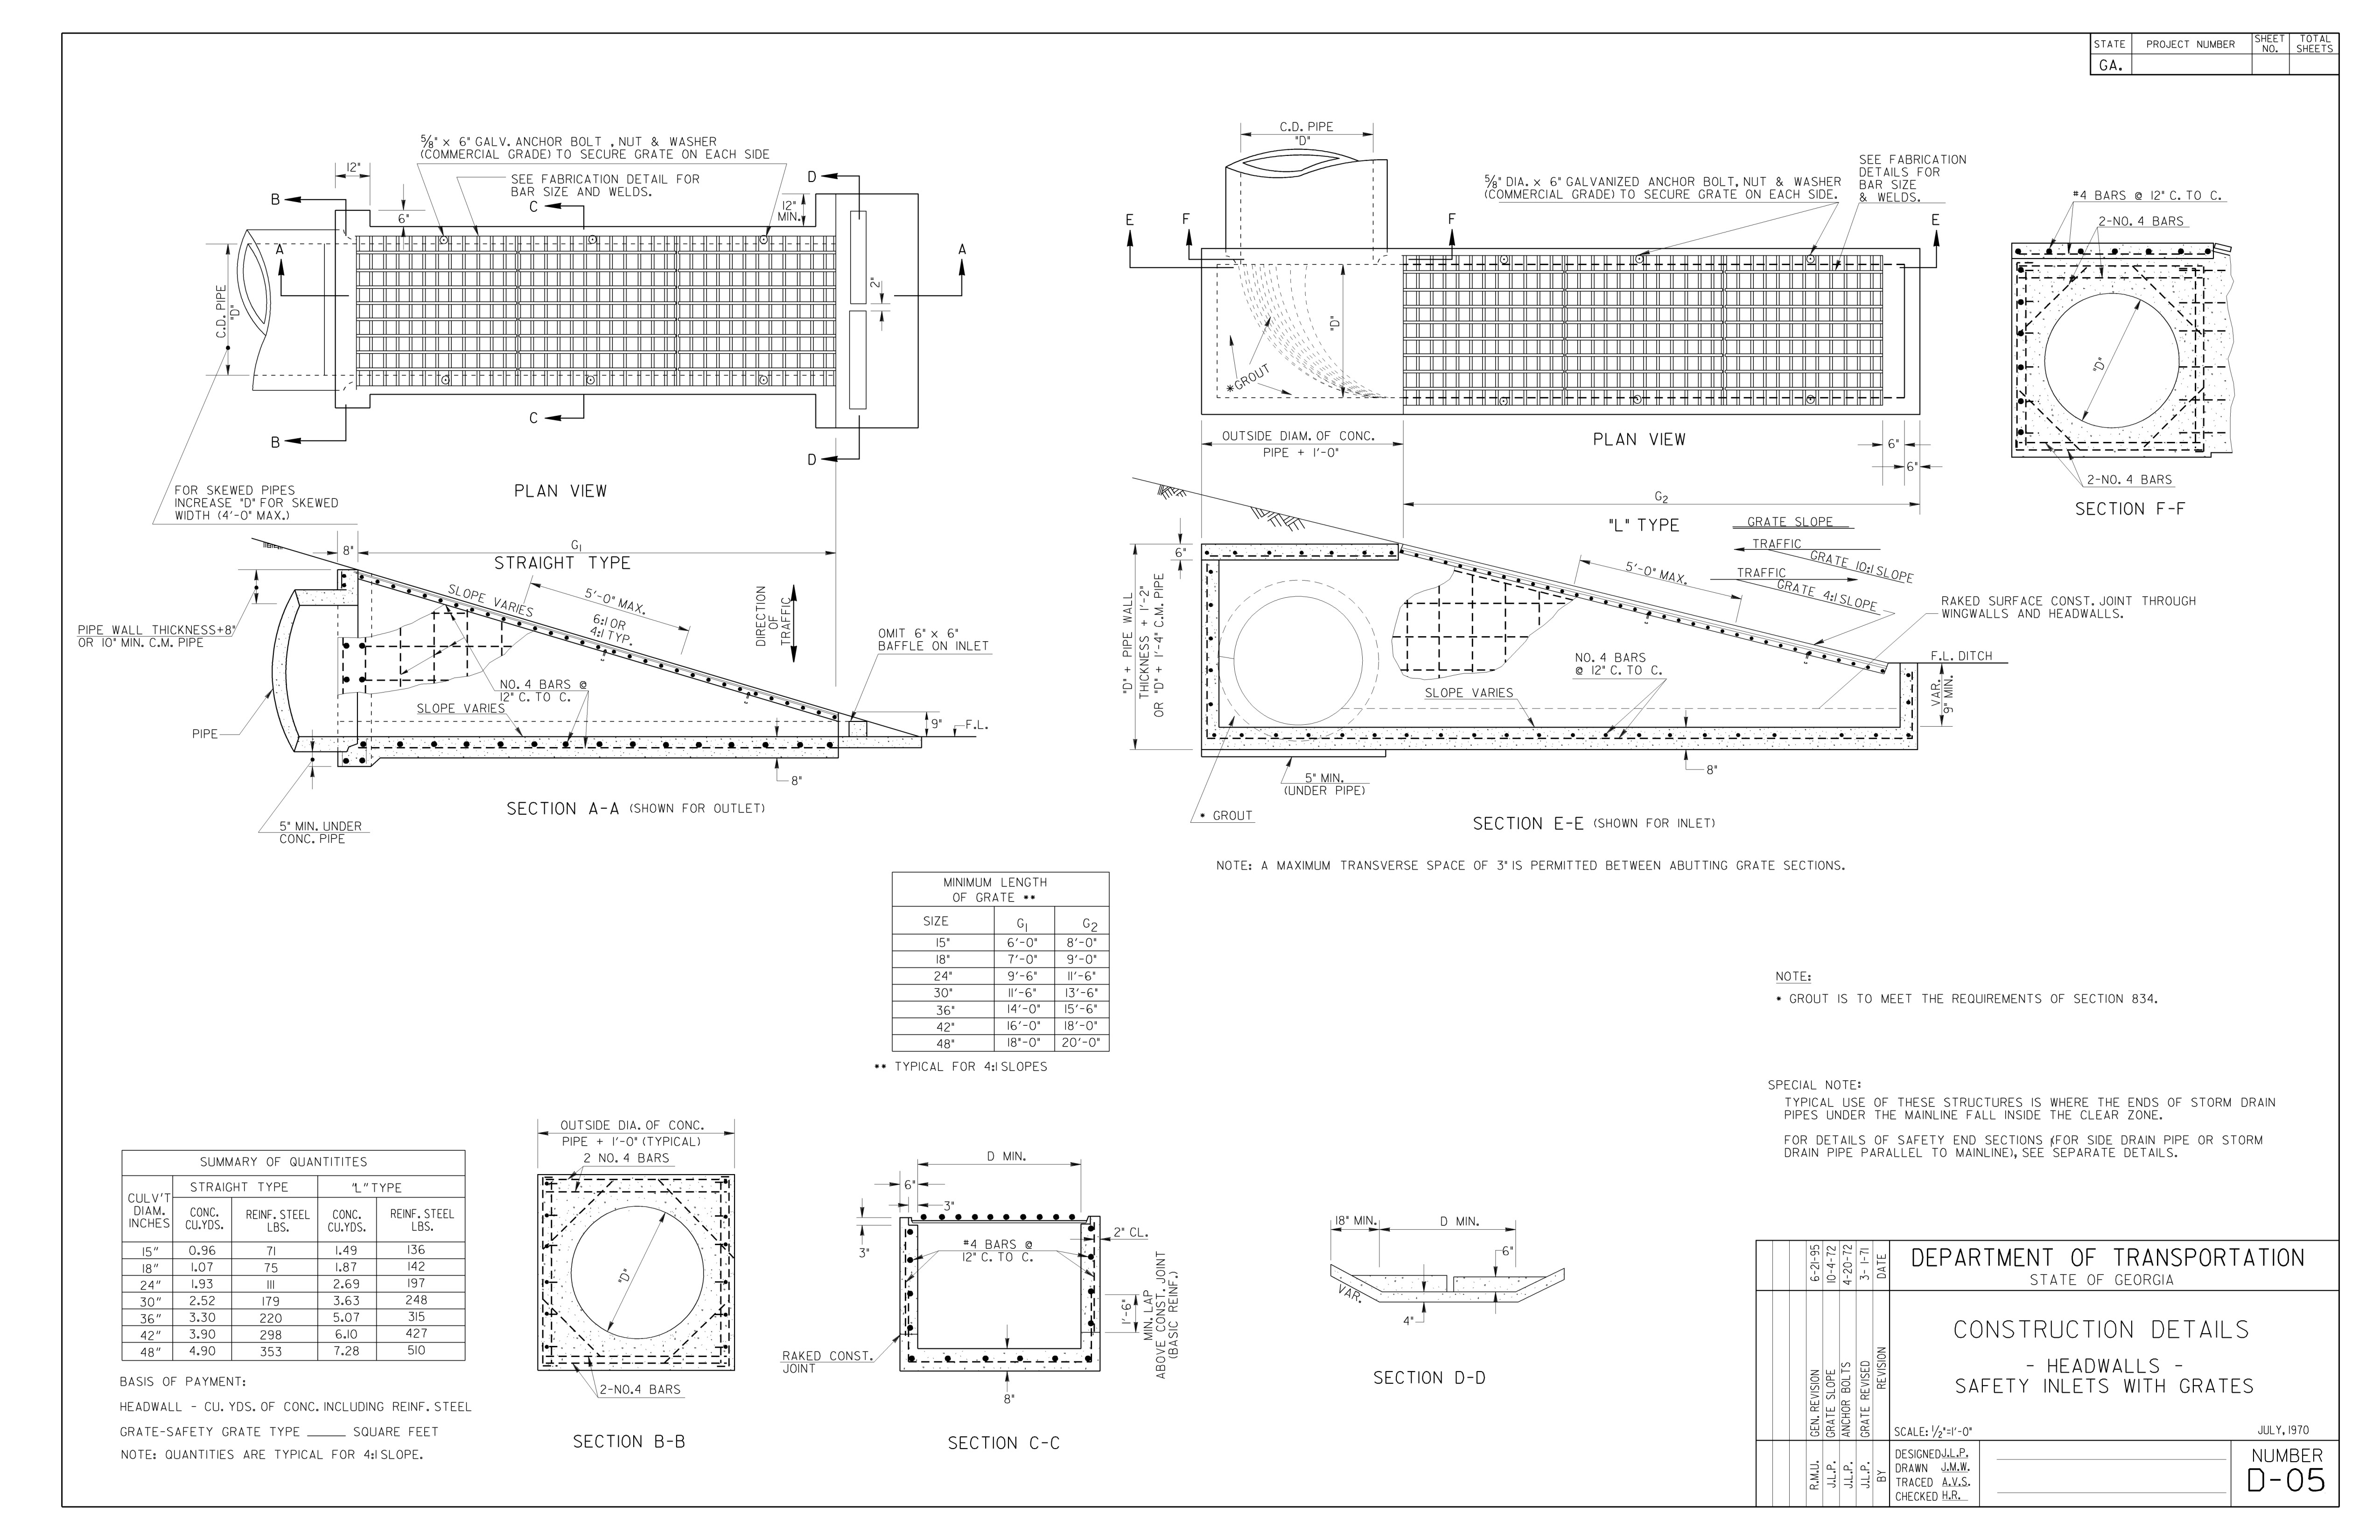 STATE PROJECT NUMBER SHEET NO. TOTAL SHEETS
GA.
5/8" x 6" GALV. ANCHOR BOLT , NUT & WASHER
(COMMERCIAL GRADE) TO SECURE GRATE ON EACH SIDE
SEE FABRICATION DETAIL FOR
BAR SIZE AND WELDS.
12"
6"
B
C
D
12"
MIN.
A
A
2"
C.D. PIPE
"D"
B
C
D
PLAN VIEW
FOR SKEWED PIPES
INCREASE "D" FOR SKEWED
WIDTH (4'-0" MAX.)
8"
G1
STRAIGHT TYPE
SLOPE VARIES
5'-0" MAX.
6:1 OR
4:1 TYP.
DIRECTION
OF
TRAFFIC
PIPE WALL THICKNESS+8"
OR 10" MIN. C.M. PIPE
OMIT 6" x 6"
BAFFLE ON INLET
NO. 4 BARS @
12" C. TO C.
SLOPE VARIES
9"
F.L.
PIPE
8"
SECTION A-A (SHOWN FOR OUTLET)
5" MIN. UNDER
CONC. PIPE
C.D. PIPE
"D"
5/8" DIA. x 6" GALVANIZED ANCHOR BOLT, NUT & WASHER
(COMMERCIAL GRADE) TO SECURE GRATE ON EACH SIDE.
SEE FABRICATION
DETAILS FOR
BAR SIZE
& WELDS.
E
F
F
E
"D"
*GROUT
OUTSIDE DIAM. OF CONC.
PIPE + 1'-0"
PLAN VIEW
6"
6"
G2
"L" TYPE
GRATE SLOPE
TRAFFIC
GRATE 10:1 SLOPE
TRAFFIC
GRATE 4:1 SLOPE
6"
5'-0" MAX.
"D" + PIPE WALL
THICKNESS + 1'-2"
OR "D" + 1'-4" C.M. PIPE
RAKED SURFACE CONST. JOINT THROUGH
WINGWALLS AND HEADWALLS.
NO. 4 BARS
@ 12" C. TO C.
F.L. DITCH
SLOPE VARIES
VAR.
9" MIN.
8"
5" MIN.
(UNDER PIPE)
* GROUT
SECTION E-E (SHOWN FOR INLET)
NOTE: A MAXIMUM TRANSVERSE SPACE OF 3" IS PERMITTED BETWEEN ABUTTING GRATE SECTIONS.
#4 BARS @ 12" C. TO C.
2-NO. 4 BARS
"D"
2-NO. 4 BARS
SECTION F-F
MINIMUM LENGTH
OF GRATE **
SIZE G1 G2
15" 6'-0" 8'-0"
18" 7'-0" 9'-0"
24" 9'-6" 11'-6"
30" 11'-6" 13'-6"
36" 14'-0" 15'-6"
42" 16'-0" 18'-0"
48" 18"-0" 20'-0"
** TYPICAL FOR 4:1 SLOPES
NOTE:
* GROUT IS TO MEET THE REQUIREMENTS OF SECTION 834.
SPECIAL NOTE:
TYPICAL USE OF THESE STRUCTURES IS WHERE THE ENDS OF STORM DRAIN
PIPES UNDER THE MAINLINE FALL INSIDE THE CLEAR ZONE.
FOR DETAILS OF SAFETY END SECTIONS (FOR SIDE DRAIN PIPE OR STORM
DRAIN PIPE PARALLEL TO MAINLINE), SEE SEPARATE DETAILS.
SUMMARY OF QUANTITITES
CULV'T DIAM. INCHES STRAIGHT TYPE "L" TYPE
CONC. CU.YDS. REINF. STEEL LBS. CONC. CU.YDS. REINF. STEEL LBS.
15" 0.96 71 1.49 136
18" 1.07 75 1.87 142
24" 1.93 111 2.69 197
30" 2.52 179 3.63 248
36" 3.30 220 5.07 315
42" 3.90 298 6.10 427
48" 4.90 353 7.28 510
BASIS OF PAYMENT:
HEADWALL - CU. YDS. OF CONC. INCLUDING REINF. STEEL
GRATE-SAFETY GRATE TYPE ______ SQUARE FEET
NOTE: QUANTITIES ARE TYPICAL FOR 4:1 SLOPE.
OUTSIDE DIA. OF CONC.
PIPE + 1'-0" (TYPICAL)
2 NO. 4 BARS
"D"
2-NO.4 BARS
SECTION B-B
D MIN.
6"
3"
3"
2" CL.
#4 BARS @
12" C. TO C.
1'-6"
MIN. LAP
ABOVE CONST. JOINT
(BASIC REINF.)
RAKED CONST.
JOINT
8"
SECTION C-C
18" MIN.
D MIN.
6"
VAR.
4"
SECTION D-D
6-21-95 10-4-72 4-20-72 3-1-71 DATE
GEN. REVISION GRATE SLOPE ANCHOR BOLTS GRATE REVISED REVISION
R.M.U. J.L.P. J.L.P. J.L.P. BY
DEPARTMENT OF TRANSPORTATION
STATE OF GEORGIA
CONSTRUCTION DETAILS
- HEADWALLS -
SAFETY INLETS WITH GRATES
SCALE: 1/2"=1'-0" JULY, 1970
DESIGNED J.L.P.
DRAWN J.M.W.
TRACED A.V.S.
CHECKED H.R.
NUMBER
D-05